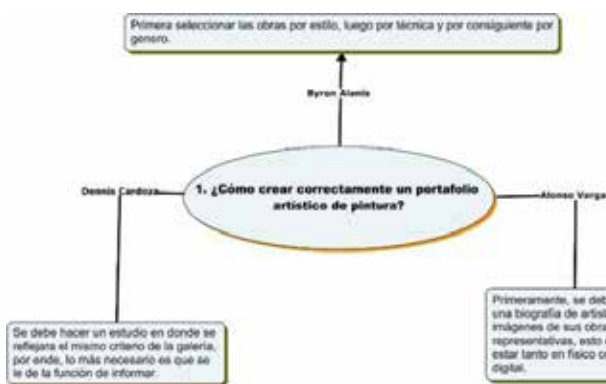 Primera seleccionar las obras por estilo, luego por técnica y por consiguiente por
genero.
Byron Alanis
1. ¿Cómo crear correctamente un portafolio
artístico de pintura?
Dennis Cardoza
Alonso Varga
Se debe hacer un estudio en donde se
reflejara el mismo criterio de la galería,
por ende, lo más necesario es que se
le de la función de informar.
Primeramente, se deb
una biografía de artis
imágenes de sus obra
representativas, esto
estar tanto en físico co
digital.